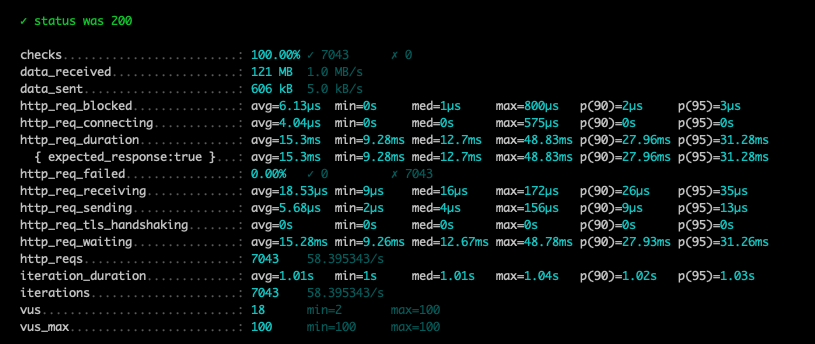 ✓ status was 200
checks.........................: 100.00% ✓ 7043 ✗ 0
data_received..................: 121 MB 1.0 MB/s
data_sent......................: 606 kB 5.0 kB/s
http_req_blocked...............: avg=6.13µs min=0s med=1µs max=800µs p(90)=2µs p(95)=3µs
http_req_connecting............: avg=4.04µs min=0s med=0s max=575µs p(90)=0s p(95)=0s
http_req_duration..............: avg=15.3ms min=9.28ms med=12.7ms max=48.83ms p(90)=27.96ms p(95)=31.28ms
{ expected_response:true }...: avg=15.3ms min=9.28ms med=12.7ms max=48.83ms p(90)=27.96ms p(95)=31.28ms
http_req_failed................: 0.00% ✓ 0 ✗ 7043
http_req_receiving.............: avg=18.53µs min=9µs med=16µs max=172µs p(90)=26µs p(95)=35µs
http_req_sending...............: avg=5.68µs min=2µs med=4µs max=156µs p(90)=9µs p(95)=13µs
http_req_tls_handshaking.......: avg=0s min=0s med=0s max=0s p(90)=0s p(95)=0s
http_req_waiting...............: avg=15.28ms min=9.26ms med=12.67ms max=48.78ms p(90)=27.93ms p(95)=31.26ms
http_reqs......................: 7043 58.395343/s
iteration_duration.............: avg=1.01s min=1s med=1.01s max=1.04s p(90)=1.02s p(95)=1.03s
iterations.....................: 7043 58.395343/s
vus............................: 18 min=2 max=100
vus_max........................: 100 min=100 max=100